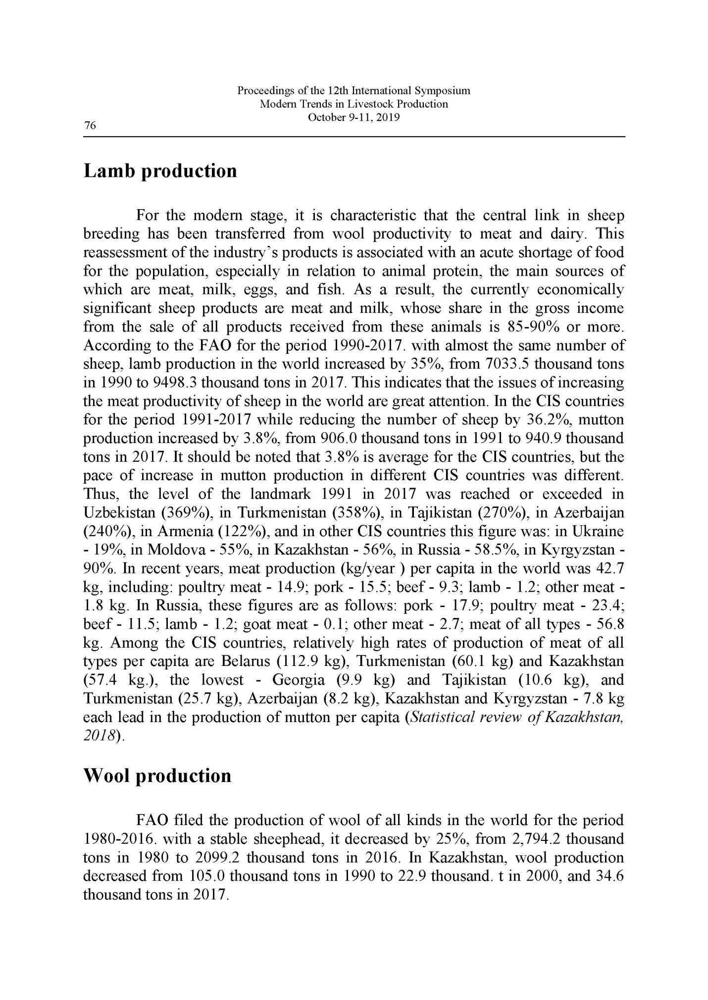 Proceedings of the 12th International Symposium
Modern Trends in Livestock Production
October 9-11, 2019
76
Lamb production
For the modern stage, it is characteristic that the central link in sheep
breeding has been transferred from wool productivity to meat and dairy. This
reassessment of the industry’s products is associated with an acute shortage of food
for the population, especially in relation to animal protein, the main sources of
which are meat, milk, eggs, and fish. As a result, the currently economically
significant sheep products are meat and milk, whose share in the gross income
from the sale of all products received from these animals is 85-90% or more.
According to the FAO for the period 1990-2017. with almost the same number of
sheep, lamb production in the world increased by 35%, from 7033.5 thousand tons
in 1990 to 9498.3 thousand tons in 2017. This indicates that the issues of increasing
the meat productivity of sheep in the world are great attention. In the CIS countries
for the period 1991-2017 while reducing the number of sheep by 36.2%, mutton
production increased by 3.8%, from 906.0 thousand tons in 1991 to 940.9 thousand
tons in 2017. It should be noted that 3.8% is average for the CIS countries, but the
pace of increase in mutton production in different CIS countries was different.
Thus, the level of the landmark 1991 in 2017 was reached or exceeded in
Uzbekistan (369%), in Turkmenistan (358%), in Tajikistan (270%), in Azerbaijan
(240%), in Armenia (122%), and in other CIS countries this figure was: in Ukraine
- 19%, in Moldova - 55%, in Kazakhstan - 56%, in Russia - 58.5%, in Kyrgyzstan -
90%. In recent years, meat production (kg/year ) per capita in the world was 42.7
kg, including: poultry meat - 14.9; pork - 15.5; beef - 9.3; lamb - 1.2; other meat -
1.8 kg. In Russia, these figures are as follows: pork - 17.9; poultry meat - 23.4;
beef - 11.5; lamb - 1.2; goat meat - 0.1; other meat - 2.7; meat of all types - 56.8
kg. Among the CIS countries, relatively high rates of production of meat of all
types per capita are Belarus (112.9 kg), Turkmenistan (60.1 kg) and Kazakhstan
(57.4 kg.), the lowest - Georgia (9.9 kg) and Tajikistan (10.6 kg), and
Turkmenistan (25.7 kg), Azerbaijan (8.2 kg), Kazakhstan and Kyrgyzstan - 7.8 kg
each lead in the production of mutton per capita (Statistical review of Kazakhstan,
2018).
Wool production
FAO filed the production of wool of all kinds in the world for the period
1980-2016. with a stable sheephead, it decreased by 25%, from 2,794.2 thousand
tons in 1980 to 2099.2 thousand tons in 2016. In Kazakhstan, wool production
decreased from 105.0 thousand tons in 1990 to 22.9 thousand. t in 2000, and 34.6
thousand tons in 2017.